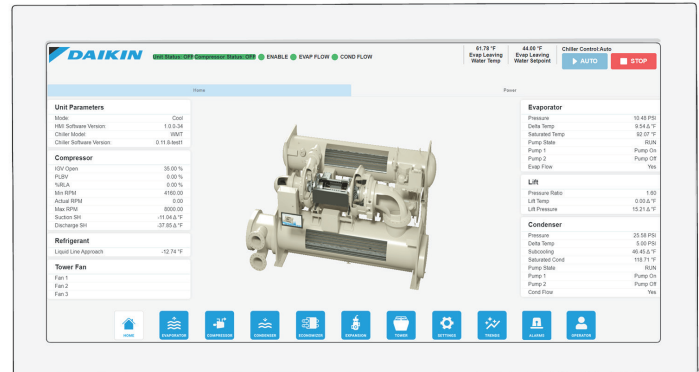 DAIKIN
Unit Status: OFF Compressor Status: OFF ENABLE EVAP FLOW COND FLOW
61.78 °F
Evap Leaving
Water Temp
44.00 °F
Evap Leaving
Water Setpoint
Chiller Control:Auto
AUTO
STOP
Home
Power
Unit Parameters
Mode Cool
HMI Software Version 1.0.0-34
Chiller Model WMT
Chiller Software Version 0.11.8-test1
Compressor
IGV Open 35.00 %
PLBV 0.00 %
%RLA 0.00 %
Min RPM 4160.00
Actual RPM 0.00
Max RPM 8000.00
Suction SH -11.04 Δ °F
Discharge SH -37.85 Δ °F
Refrigerant
Liquid Line Approach -12.74 °F
Tower Fan
Fan 1
Fan 2
Fan 3
Evaporator
Pressure 10.48 PSI
Delta Temp 9.54 Δ °F
Saturated Temp 92.07 °F
Pump State RUN
Pump 1 Pump On
Pump 2 Pump Off
Evap Flow Yes
Lift
Pressure Ratio 1.60
Lift Temp 0.00 Δ °F
Lift Pressure 15.21 Δ °F
Condenser
Pressure 25.58 PSI
Delta Temp 5.00 PSI
Subcooling 46.45 Δ °F
Saturated Cond 118.71 °F
Pump State RUN
Pump 1 Pump On
Pump 2 Pump Off
Cond Flow Yes
HOME
EVAPORATOR
COMPRESSOR
CONDENSER
ECONOMIZER
EXPANSION
TOWER
SETTINGS
TRENDS
ALARMS
OPERATOR